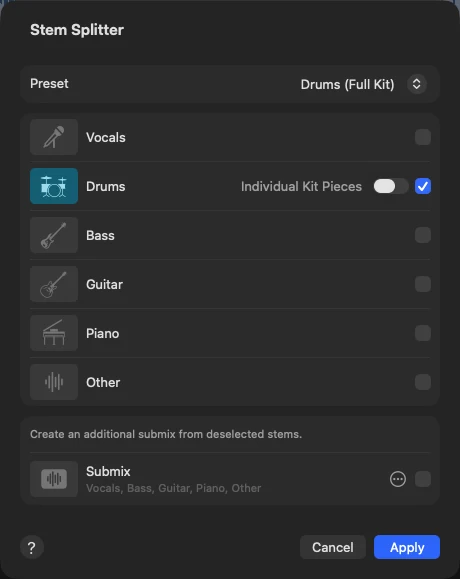 Stem Splitter
Preset
Drums (Full Kit)
Vocals
Drums
Individual Kit Pieces
Bass
Guitar
Piano
Other
Create an additional submix from deselected stems.
Submix
Vocals, Bass, Guitar, Piano, Other
?
Cancel
Apply